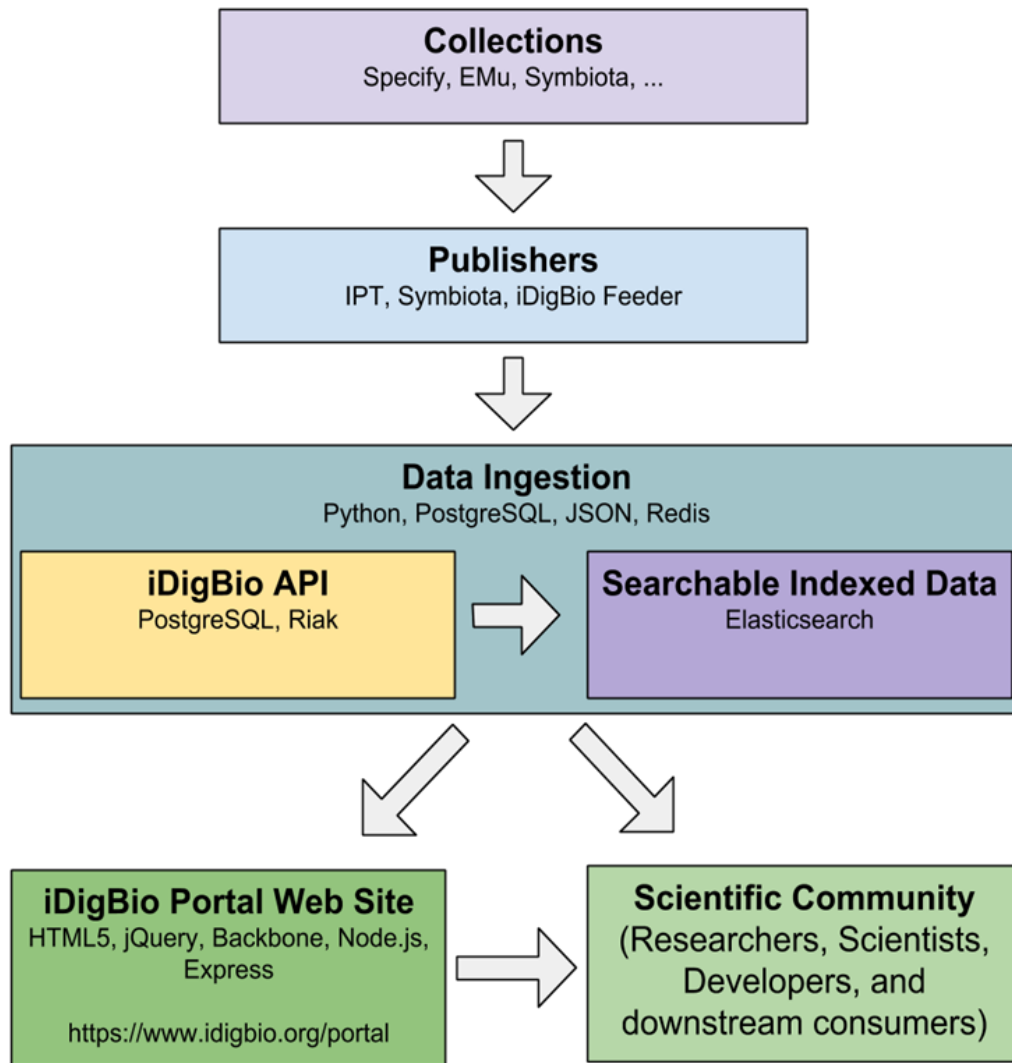 Collections
Specify, EMu, Symbiota, ...
Publishers
IPT, Symbiota, iDigBio Feeder
Data Ingestion
Python, PostgreSQL, JSON, Redis
iDigBio API
PostgreSQL, Riak
Searchable Indexed Data
Elasticsearch
iDigBio Portal Web Site
HTML5, jQuery, Backbone, Node.js,
Express
https://www.idigbio.org/portal
Scientific Community
(Researchers, Scientists,
Developers, and
downstream consumers)